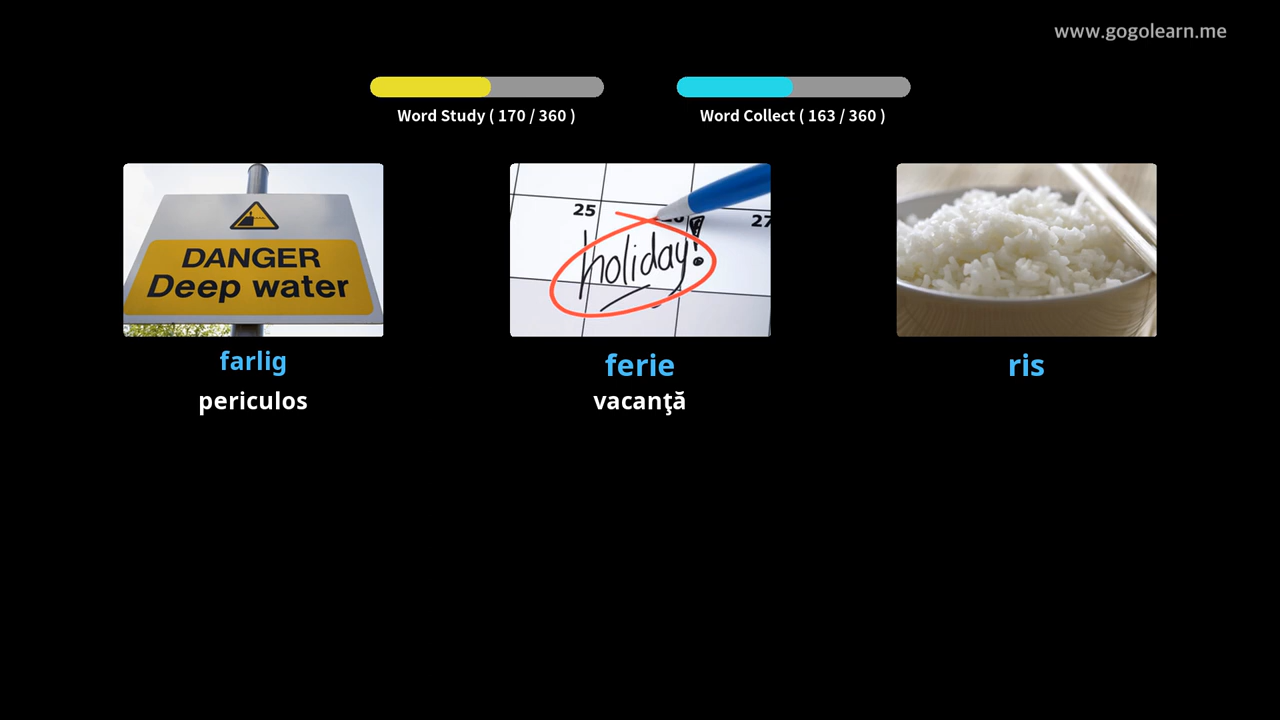 www.gogolearn.me
Word Study ( 170 / 360 )
Word Collect ( 163 / 360 )
DANGER
Deep water
25
27
holiday!
farlig
ferie
ris
periculos
vacanţă